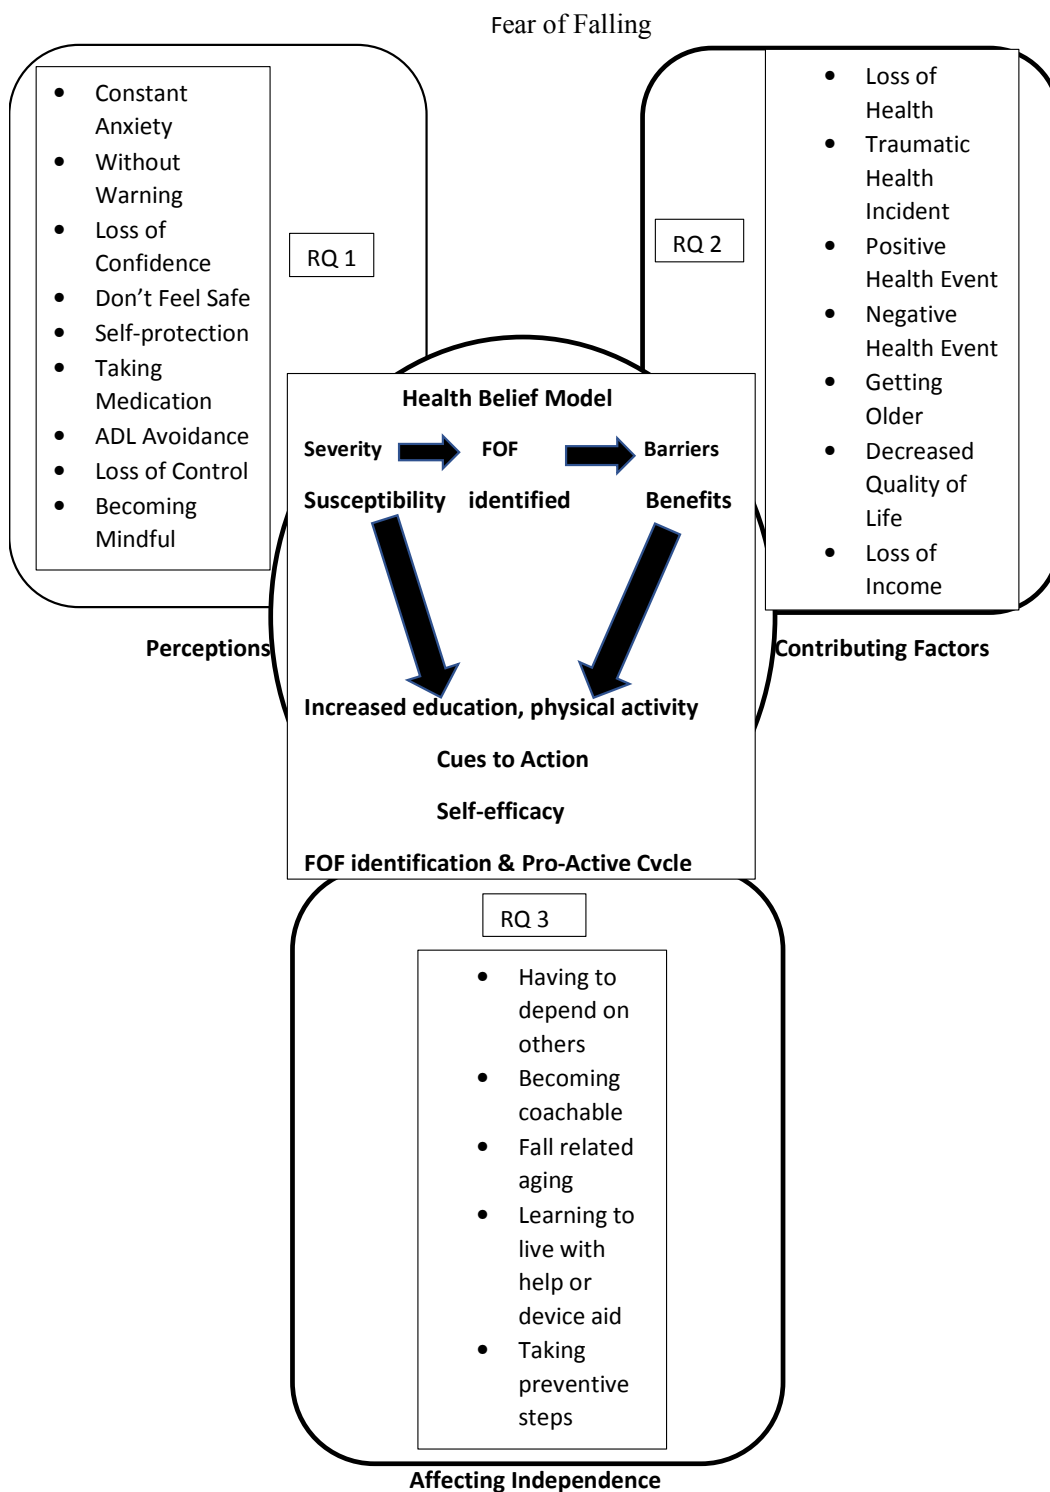 Fear of Falling
• Constant
Anxiety
• Without
Warning
• Loss of
Confidence
• Don’t Feel Safe
• Self-protection
• Taking
Medication
• ADL Avoidance
• Loss of Control
• Becoming
Mindful
RQ 1
Perceptions
RQ 2
• Loss of
Health
• Traumatic
Health
Incident
• Positive
Health Event
• Negative
Health Event
• Getting
Older
• Decreased
Quality of
Life
• Loss of
Income
Contributing Factors
Health Belief Model
Severity FOF Barriers
Susceptibility identified Benefits
Increased education, physical activity
Cues to Action
Self-efficacy
FOF identification & Pro-Active Cycle
RQ 3
• Having to
depend on
others
• Becoming
coachable
• Fall related
aging
• Learning to
live with
help or
device aid
• Taking
preventive
steps
Affecting Independence